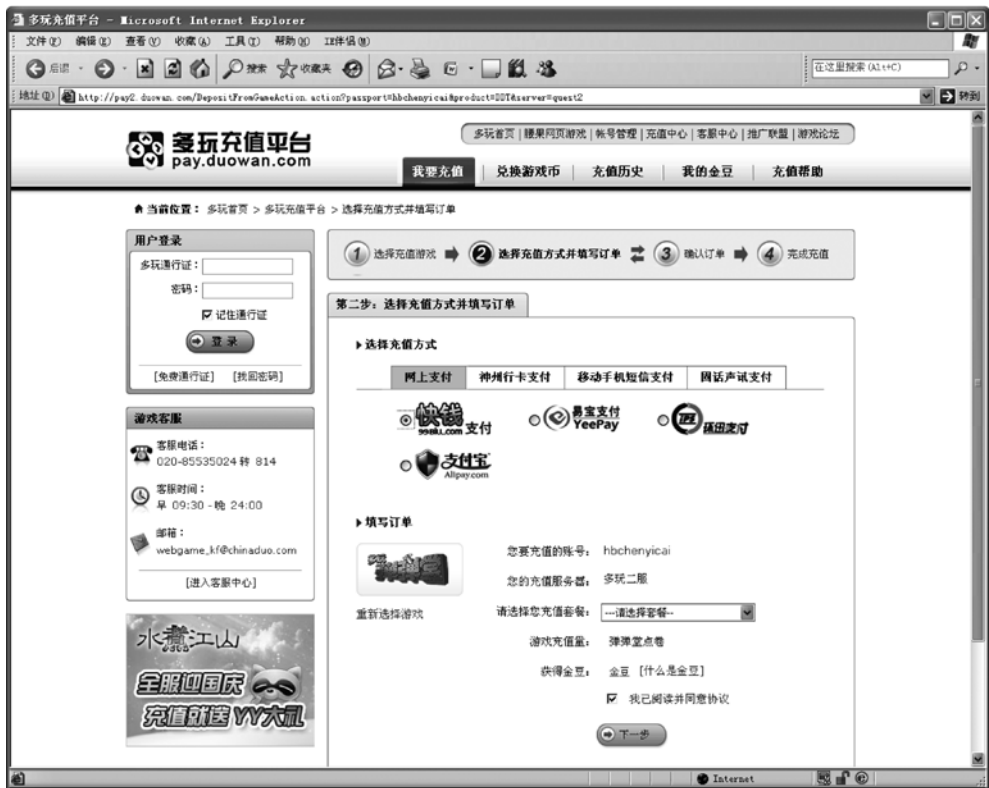 多玩充值平台 - Microsoft Internet Explorer
文件(F) 编辑(E) 查看(V) 收藏(A) 工具(T) 帮助(H)
后退 搜索 收藏夹 在这里搜索 (Alt+C)
地址(D) http://pay2.duowan.com/DepositFromGameAction.action?passport=hbchenyicai&product=DDT&server=quest2 转到
多玩充值平台
pay.duowan.com
多玩首页 | 腰果网页游戏 | 帐号管理 | 充值中心 | 客服中心 | 推广联盟 | 游戏论坛
我要充值 | 兑换游戏币 | 充值历史 | 我的金豆 | 充值帮助
当前位置: 多玩首页 > 多玩充值平台 > 选择充值方式并填写订单
用户登录
多玩通行证:
密码:
记住通行证
登录
[免费通行证] [找回密码]
游戏客服
客服电话:
020-85535024 转 814
客服时间:
早 09:30 - 晚 24:00
邮箱:
webgame_kf@chinaduo.com
[进入客服中心]
水煮江山
全服迎国庆
充值就送YY大礼
1 选择充值游戏 2 选择充值方式并填写订单 3 确认订单 4 完成充值
第二步: 选择充值方式并填写订单
选择充值方式
网上支付 神州行卡支付 移动手机短信支付 固话声讯支付
快钱 99bill.com 支付
易宝支付 YeePay
支付宝 Alipay.com
填写订单
重新选择游戏
您要充值的账号: hbchenyicai
您的充值服务器: 多玩二服
请选择您充值套餐: ---请选择套餐--
游戏充值量: 弹弹堂点卷
获得金豆: 金豆 [什么是金豆]
我已阅读并同意协议
下一步
Internet